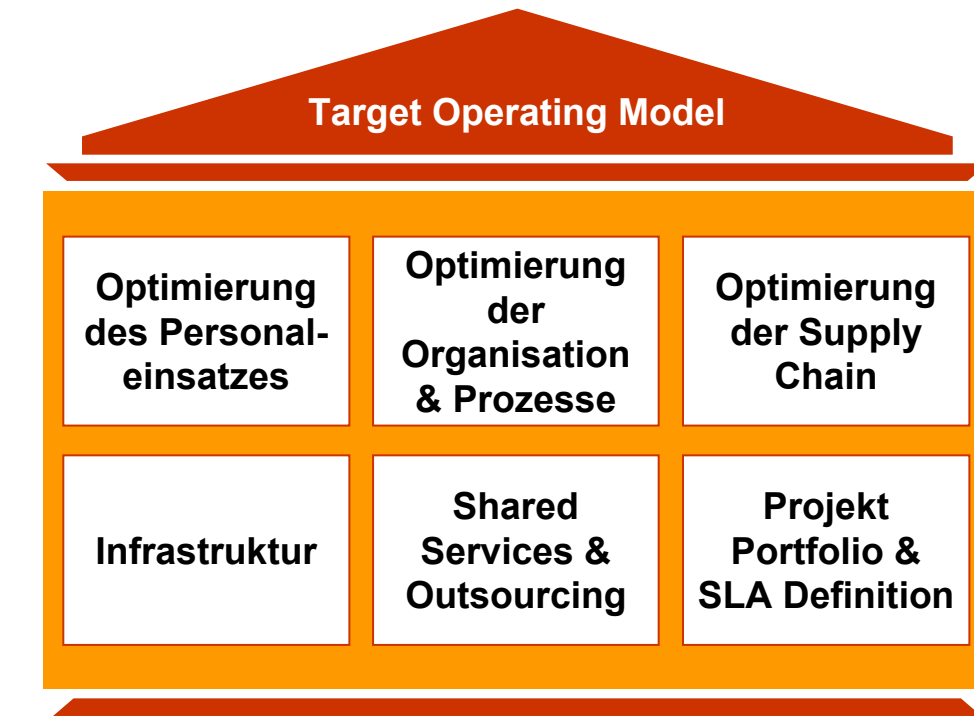 Target Operating Model
Optimierung
des Personal-
einsatzes
Optimierung
der
Organisation
& Prozesse
Optimierung
der Supply
Chain
Infrastruktur
Shared
Services &
Outsourcing
Projekt
Portfolio &
SLA Definition